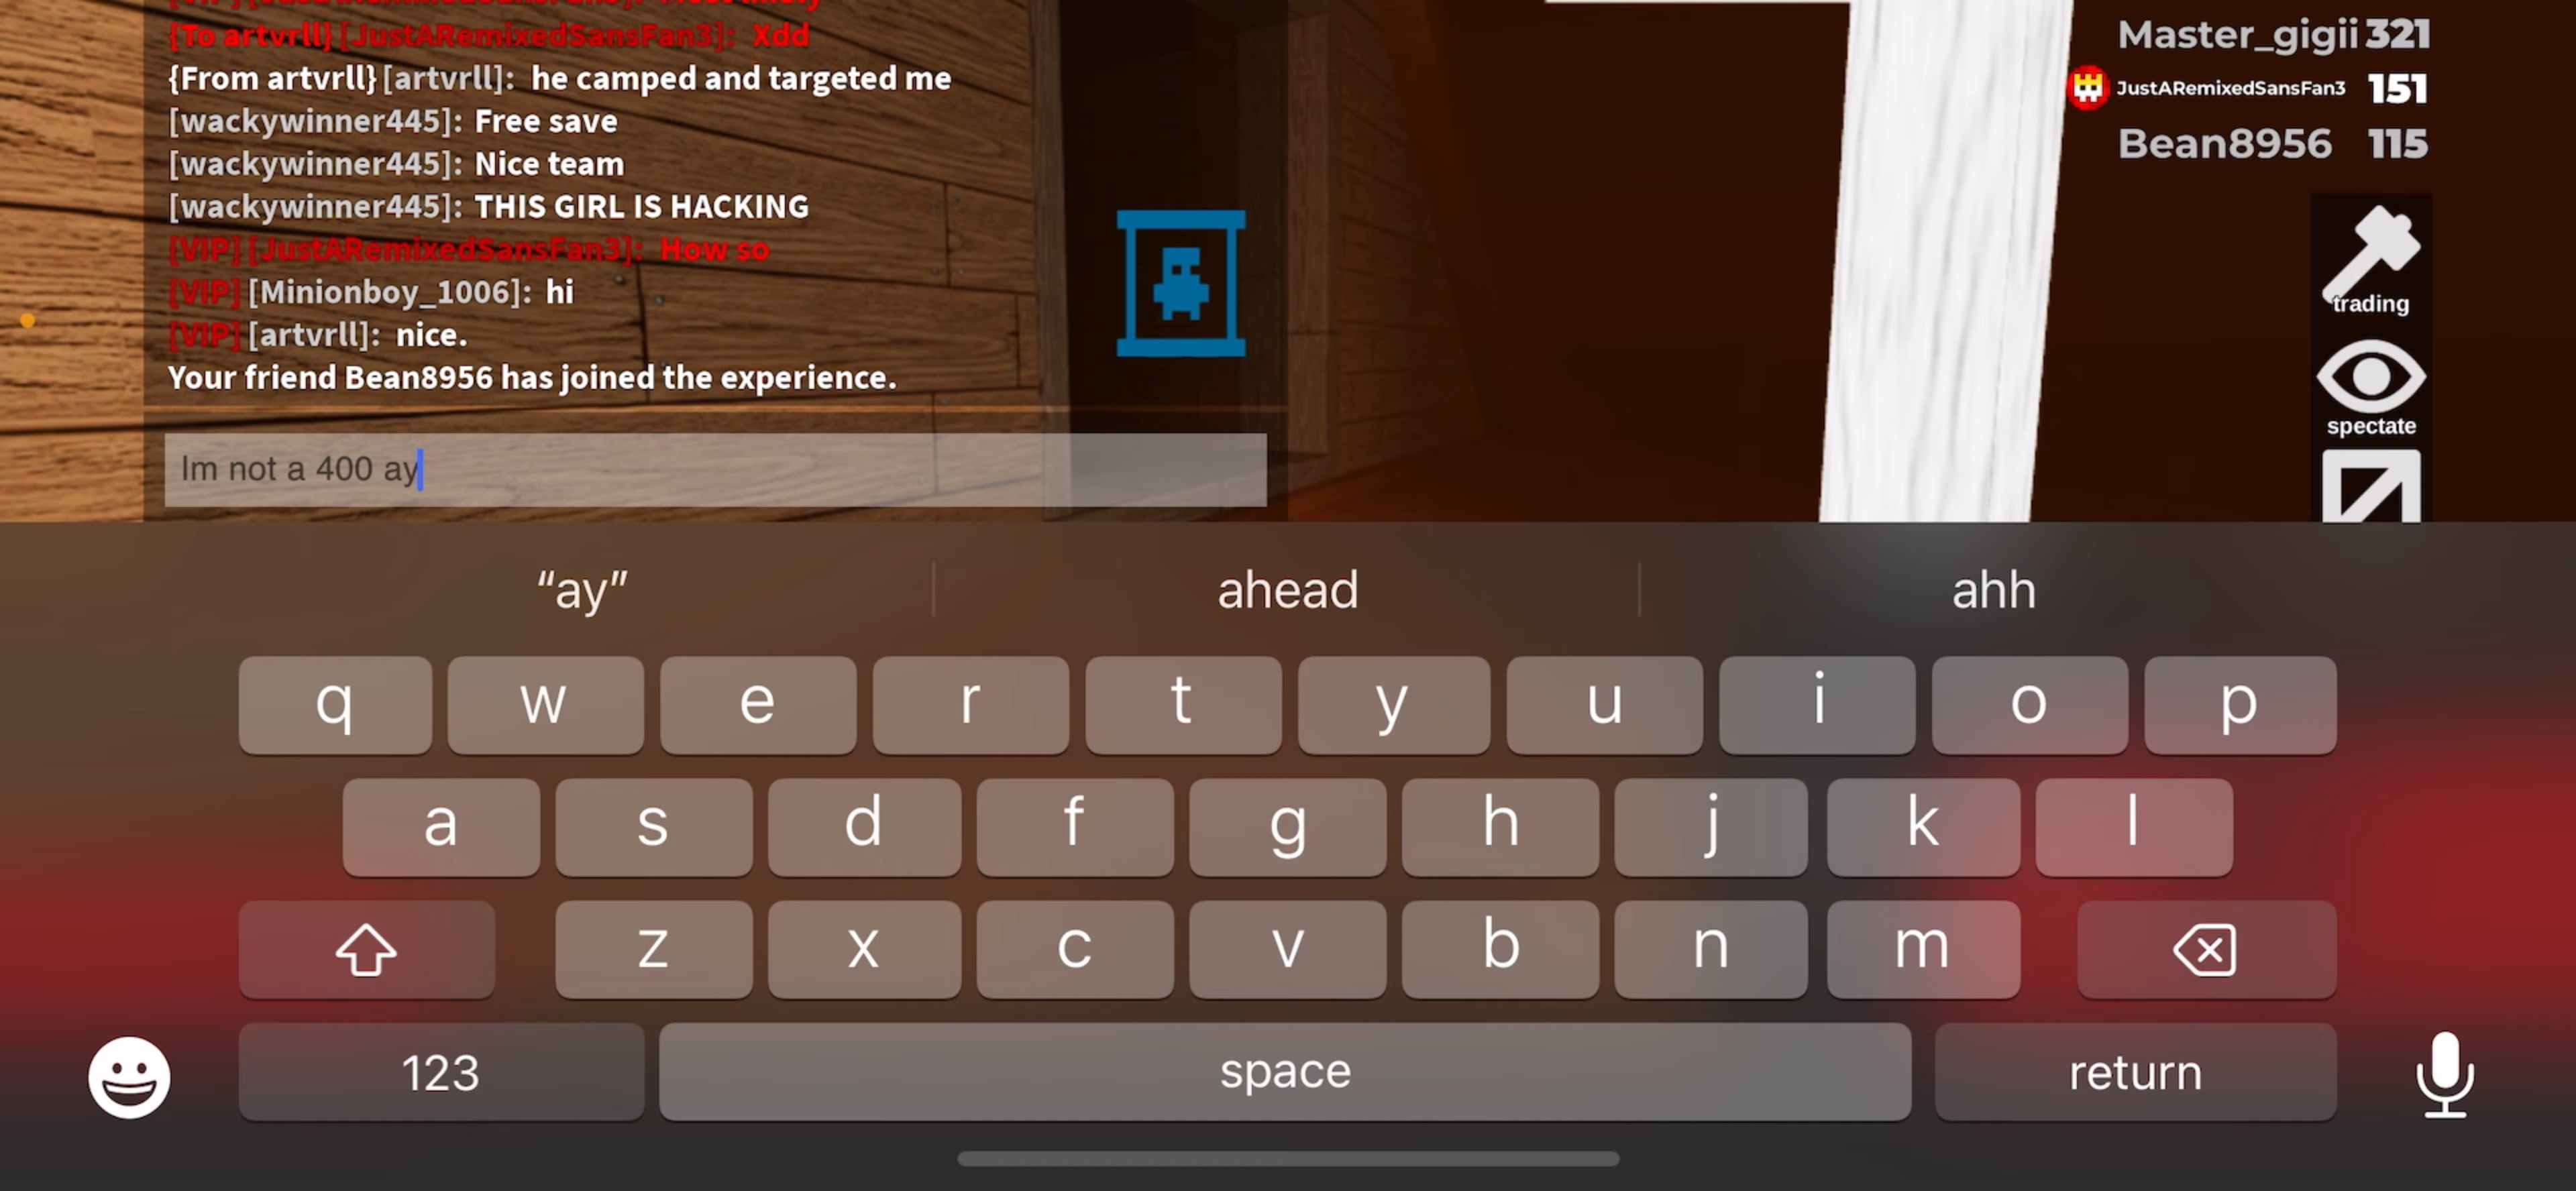 {To artvrll} [JustARemixedSansFan3]: Xdd
{From artvrll} [artvrll]: he camped and targeted me
[wackywinner445]: Free save
[wackywinner445]: Nice team
[wackywinner445]: THIS GIRL IS HACKING
[VIP] [JustARemixedSansFan3]: How so
[VIP] [Minionboy_1006]: hi
[VIP] [artvrll]: nice.
Your friend Bean8956 has joined the experience.
Im not a 400 ay
Master_gigii 321
JustARemixedSansFan3 151
Bean8956 115
trading
spectate
“ay” ahead ahh
q w e r t y u i o p
a s d f g h j k l
z x c v b n m
123 space return